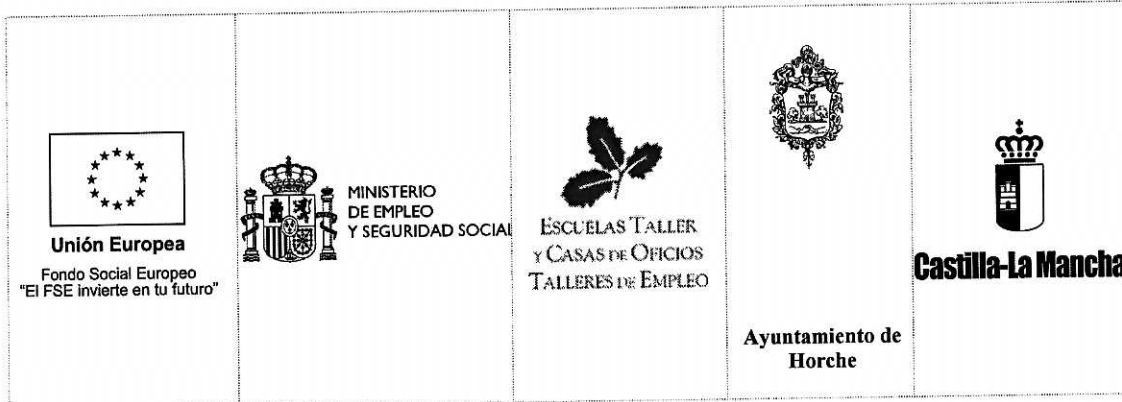 Unión Europea
Fondo Social Europeo
"El FSE invierte en tu futuro"
MINISTERIO
DE EMPLEO
Y SEGURIDAD SOCIAL
ESCUELAS TALLER
Y CASAS DE OFICIOS
TALLERES DE EMPLEO
Ayuntamiento de
Horche
Castilla-La Mancha